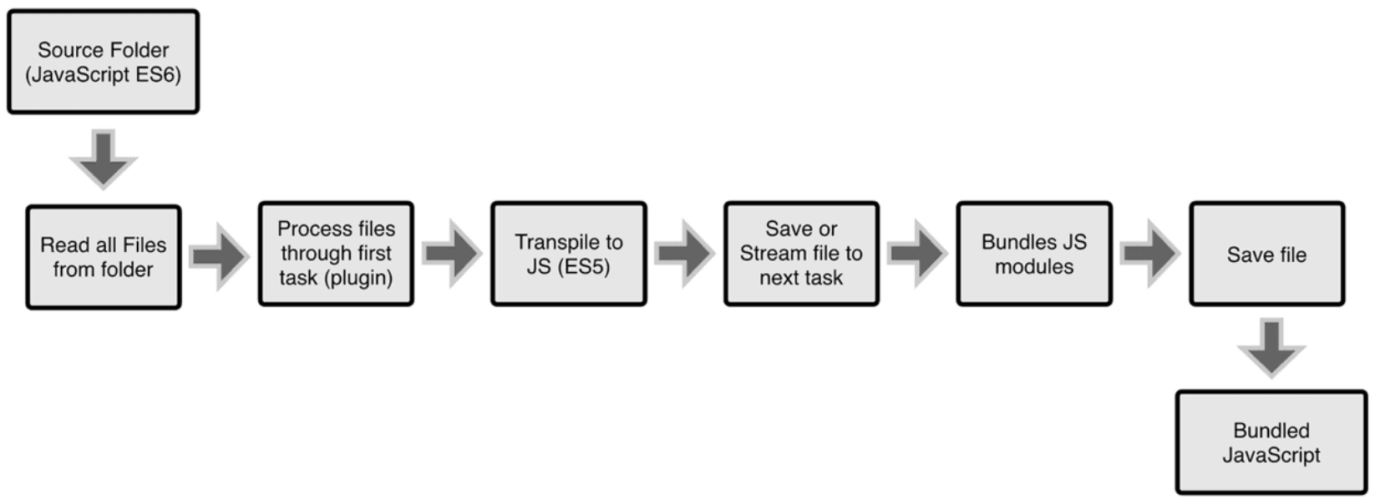 Source Folder
(JavaScript ES6)
Read all Files
from folder
Process files
through first
task (plugin)
Transpile to
JS (ES5)
Save or
Stream file to
next task
Bundles JS
modules
Save file
Bundled
JavaScript